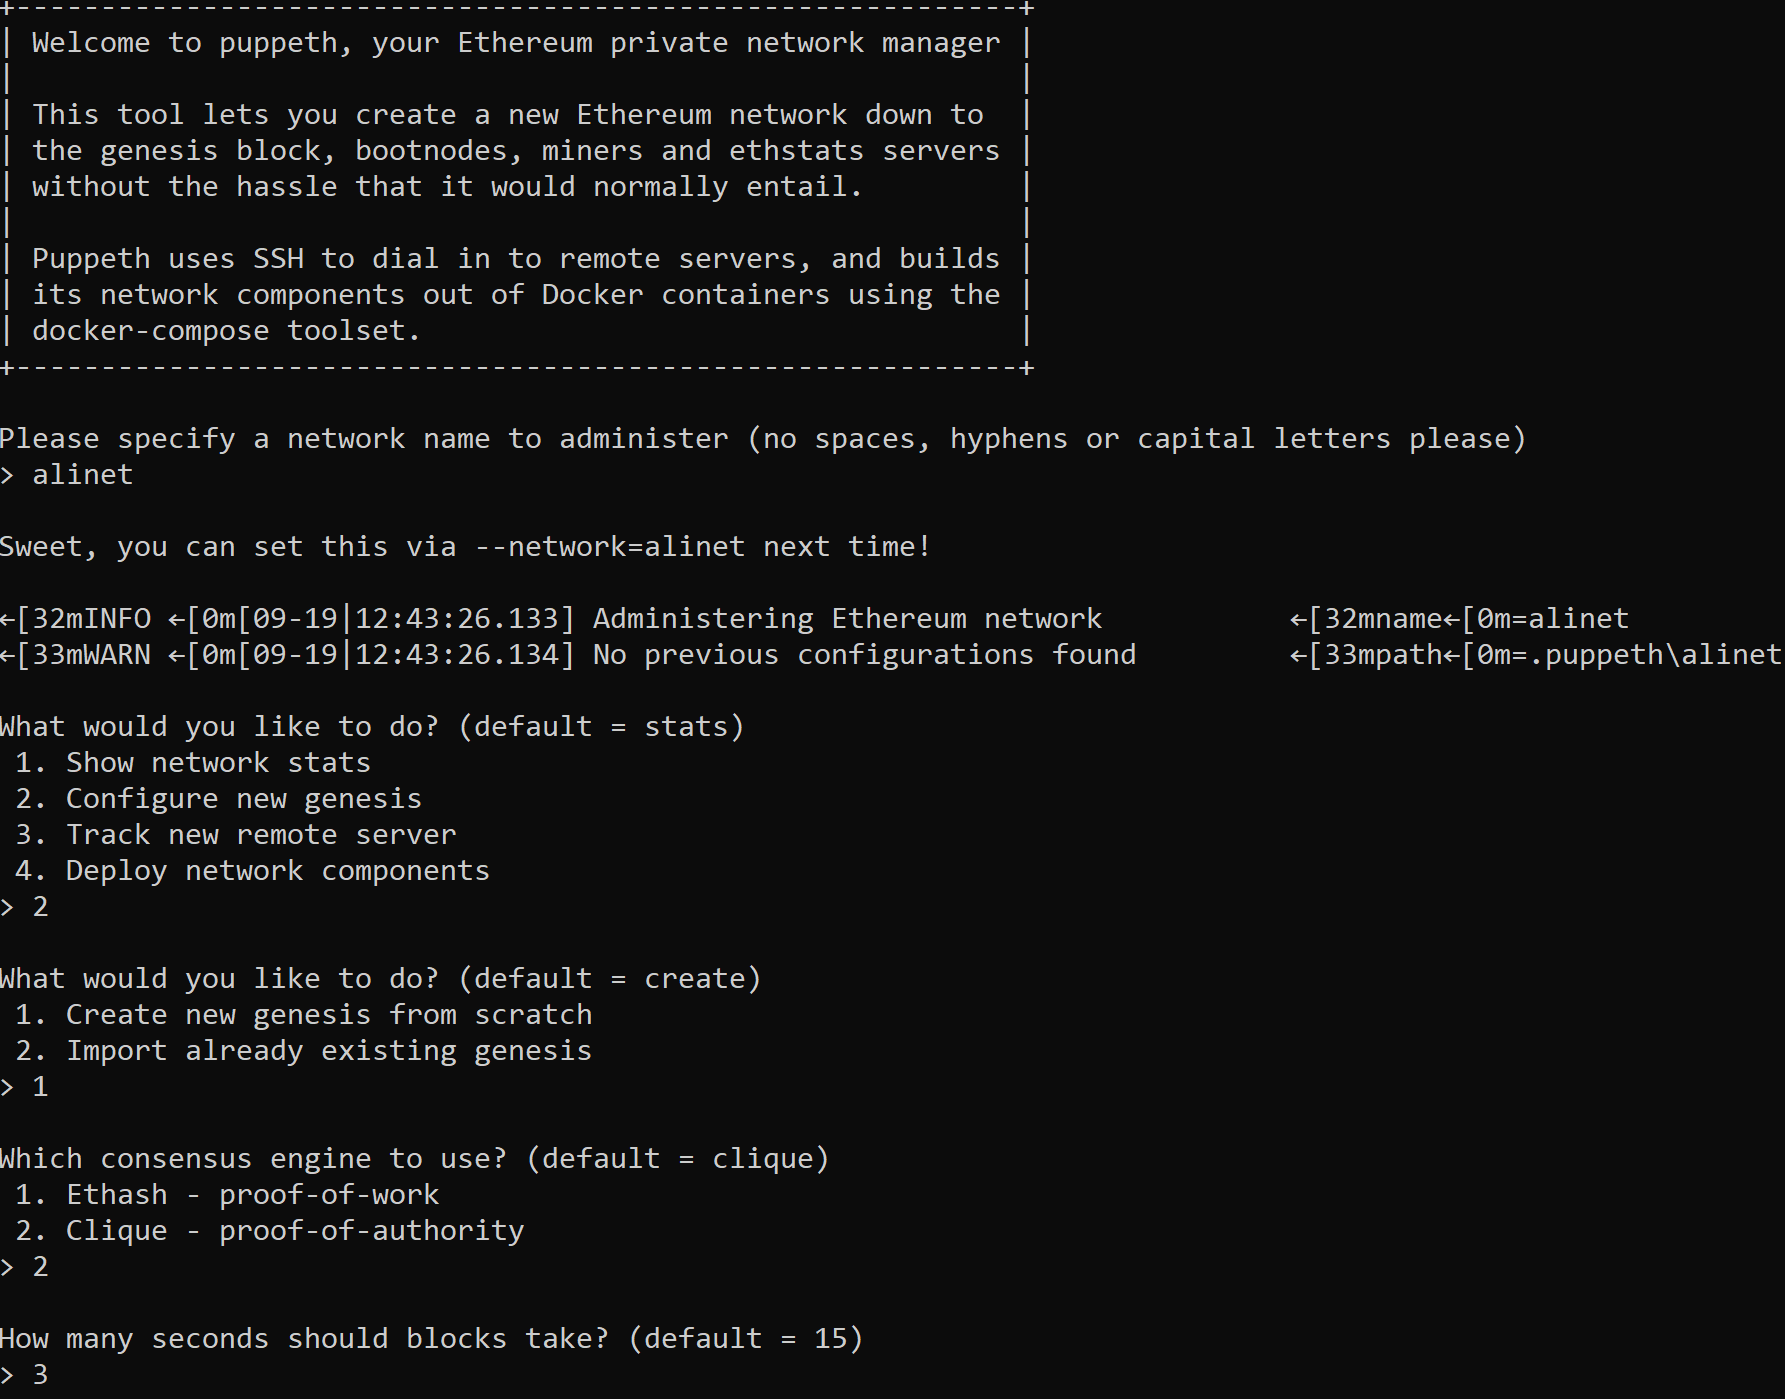 +-----------------------------------------------------------+
| Welcome to puppeth, your Ethereum private network manager |
|                                                           |
| This tool lets you create a new Ethereum network down to  |
| the genesis block, bootnodes, miners and ethstats servers |
| without the hassle that it would normally entail.         |
|                                                           |
| Puppeth uses SSH to dial in to remote servers, and builds |
| its network components out of Docker containers using the |
| docker-compose toolset.                                   |
+-----------------------------------------------------------+

Please specify a network name to administer (no spaces, hyphens or capital letters please)
> alinet

Sweet, you can set this via --network=alinet next time!

←[32mINFO ←[0m[09-19|12:43:26.133] Administering Ethereum network           ←[32mname←[0m=alinet
←[33mWARN ←[0m[09-19|12:43:26.134] No previous configurations found         ←[33mpath←[0m=.puppeth\alinet

What would you like to do? (default = stats)
 1. Show network stats
 2. Configure new genesis
 3. Track new remote server
 4. Deploy network components
> 2

What would you like to do? (default = create)
 1. Create new genesis from scratch
 2. Import already existing genesis
> 1

Which consensus engine to use? (default = clique)
 1. Ethash - proof-of-work
 2. Clique - proof-of-authority
> 2

How many seconds should blocks take? (default = 15)
> 3